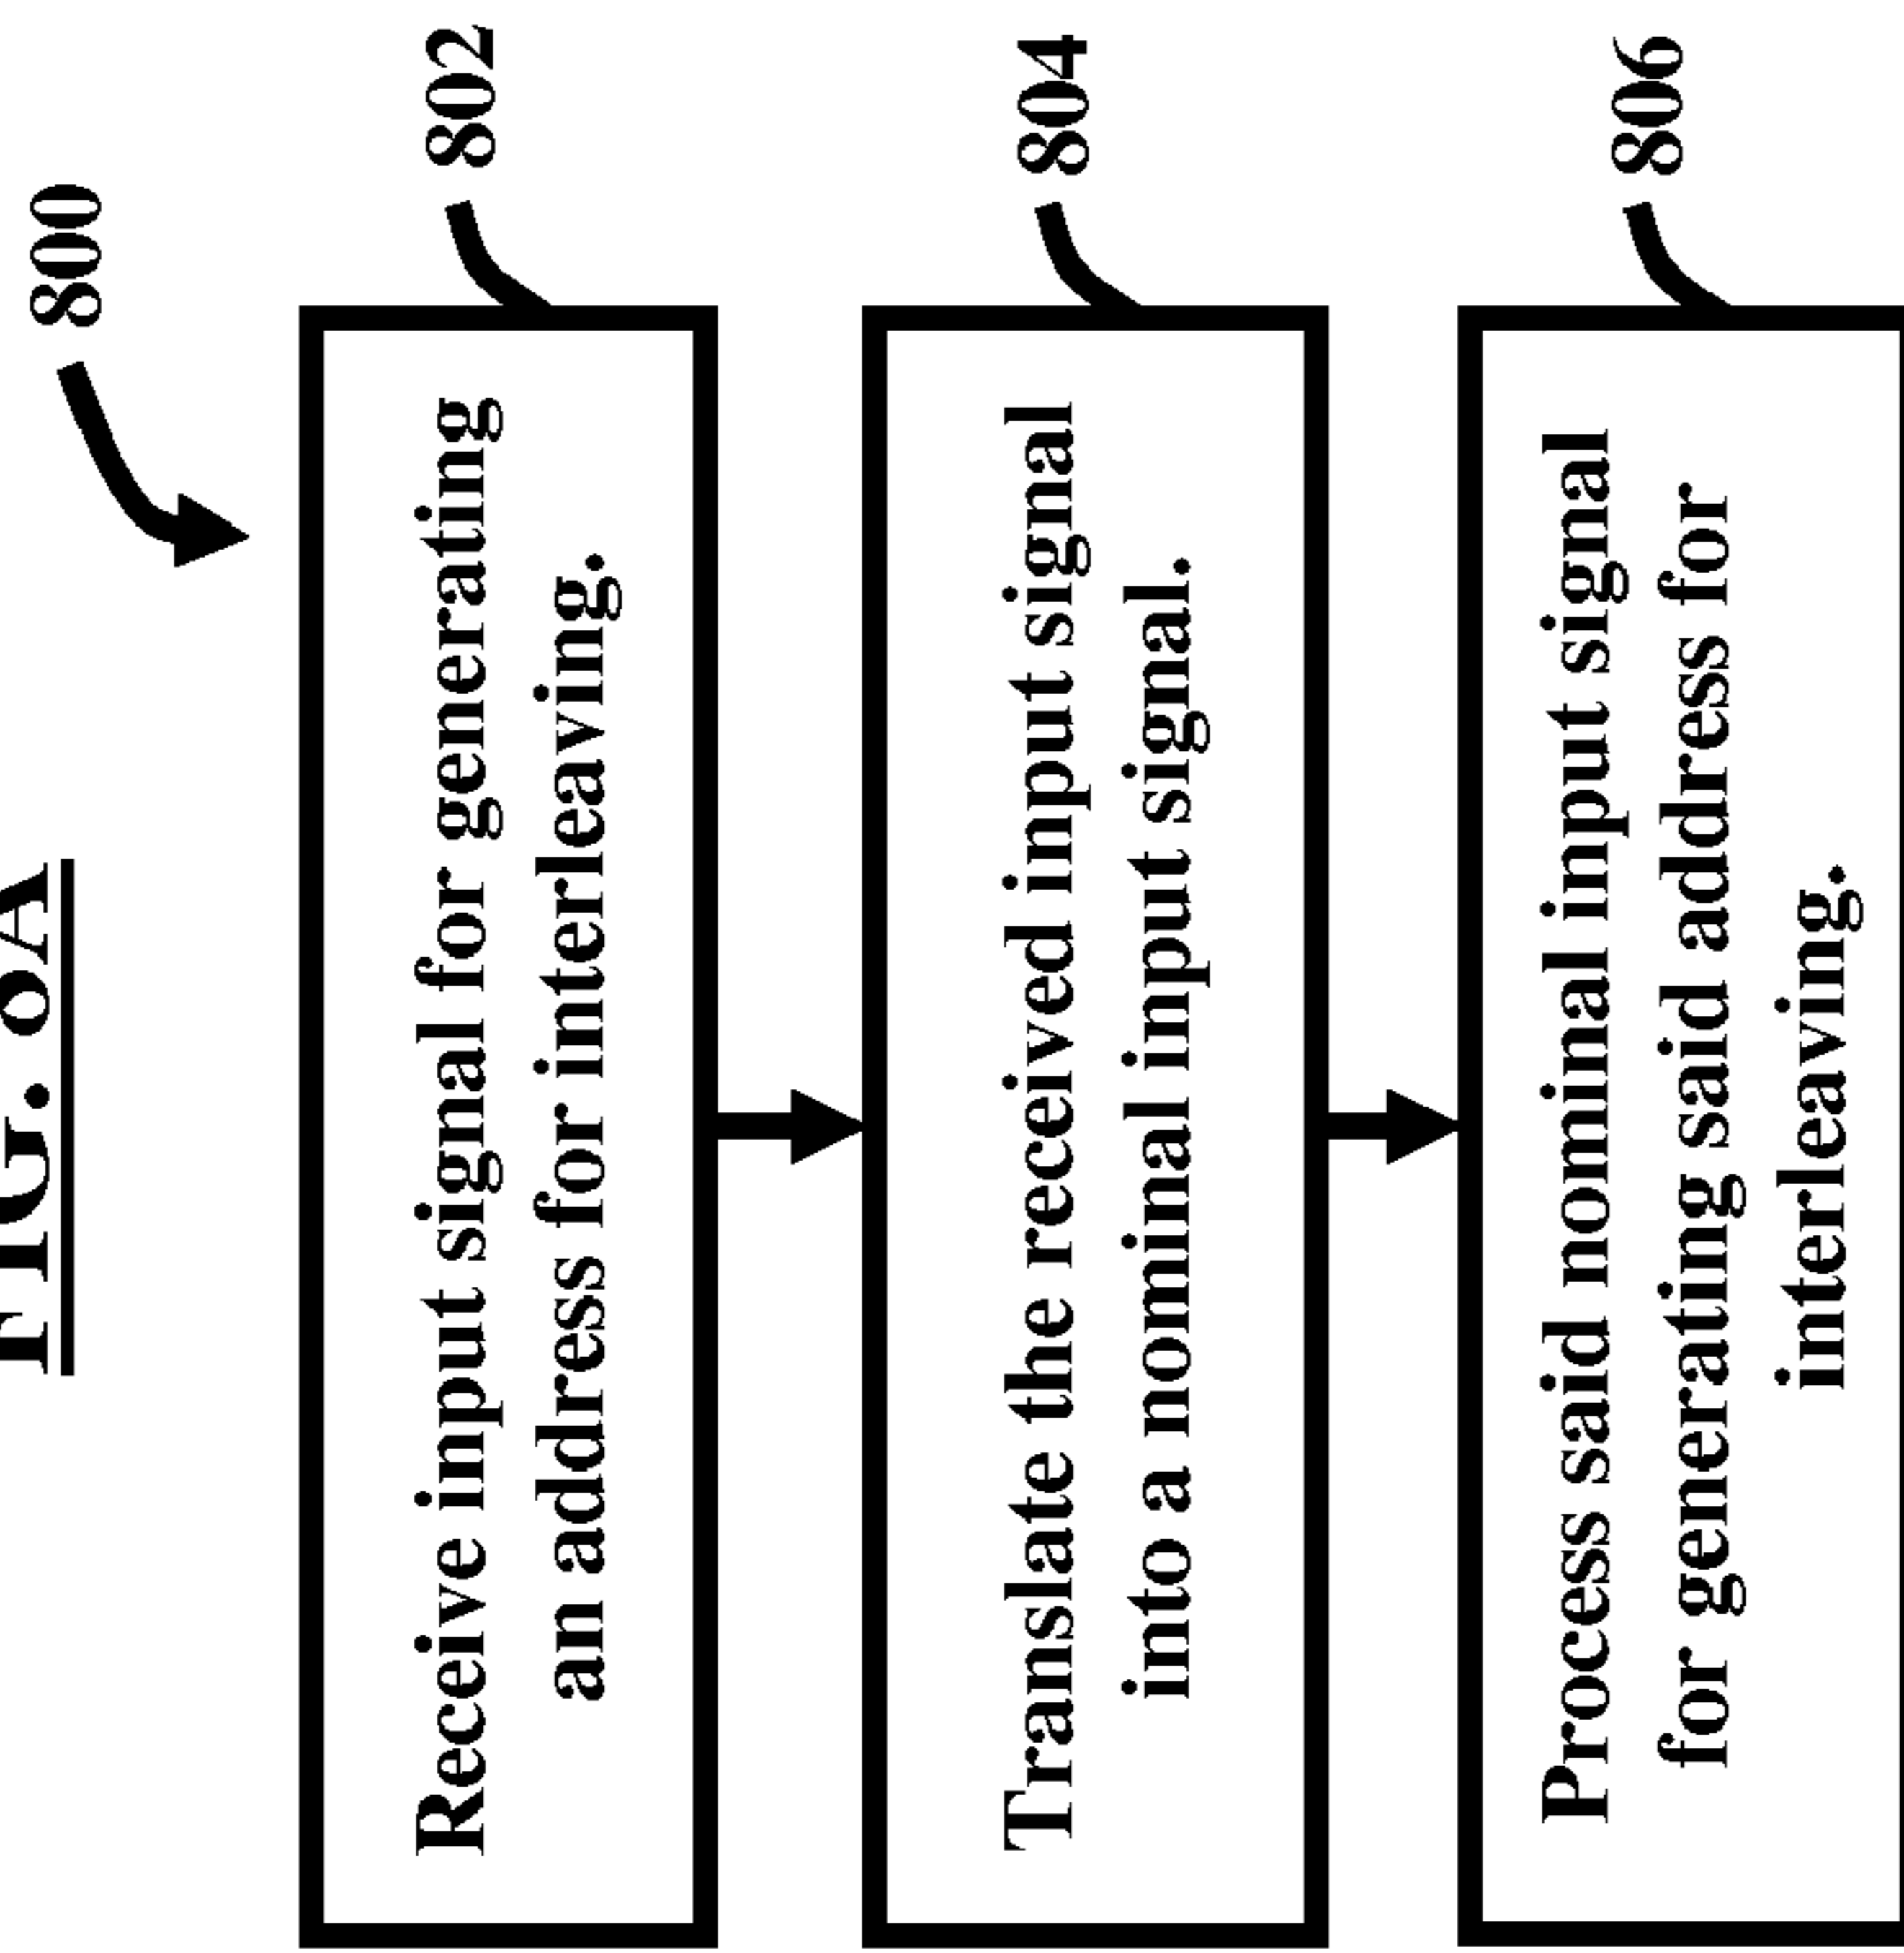 FIG. 8A
800
Receive input signal for generating
an address for interleaving.
802
Translate the received input signal
into a nominal input signal.
804
Process said nominal input signal
for generating said address for
interleaving.
806